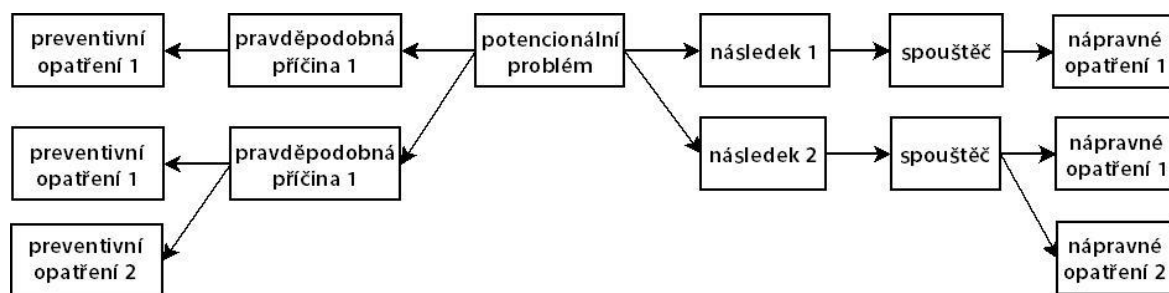 preventivní
opatření 1
pravděpodobná
příčina 1
potencionální
problém
následek 1
spouštěč
nápravné
opatření 1
preventivní
opatření 1
pravděpodobná
příčina 1
následek 2
spouštěč
nápravné
opatření 1
preventivní
opatření 2
nápravné
opatření 2